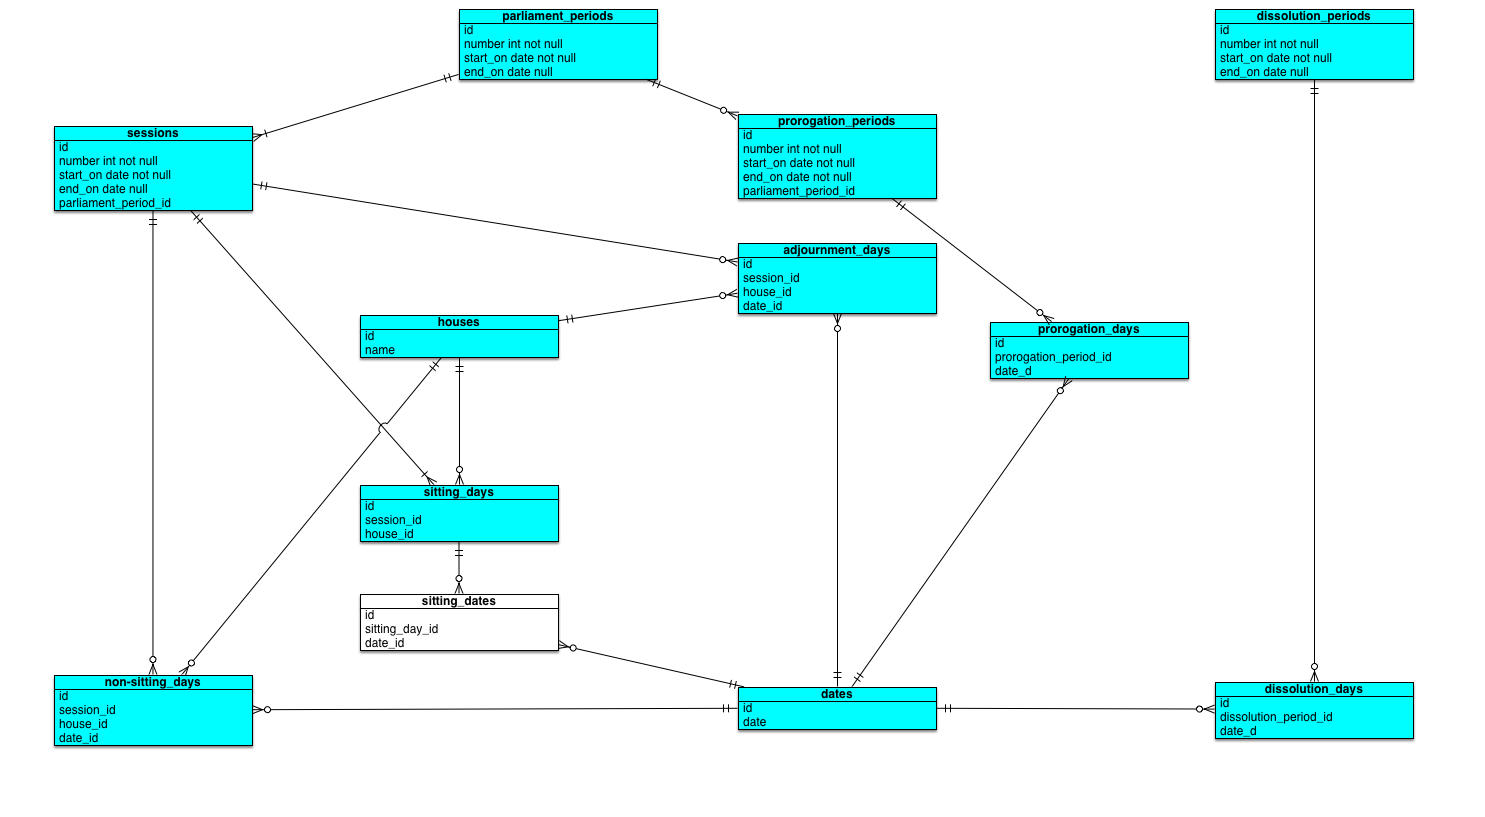 parliament_periods
id
number int not null
start_on date not null
end_on date null
dissolution_periods
id
number int not null
start_on date not null
end_on date null
sessions
id
number int not null
start_on date not null
end_on date null
parliament_period_id
prorogation_periods
id
number int not null
start_on date not null
end_on date not null
parliament_period_id
adjournment_days
id
session_id
house_id
date_id
houses
id
name
prorogation_days
id
prorogation_period_id
date_d
sitting_days
id
session_id
house_id
sitting_dates
id
sitting_day_id
date_id
non-sitting_days
id
session_id
house_id
date_id
dates
id
date
dissolution_days
id
dissolution_period_id
date_d